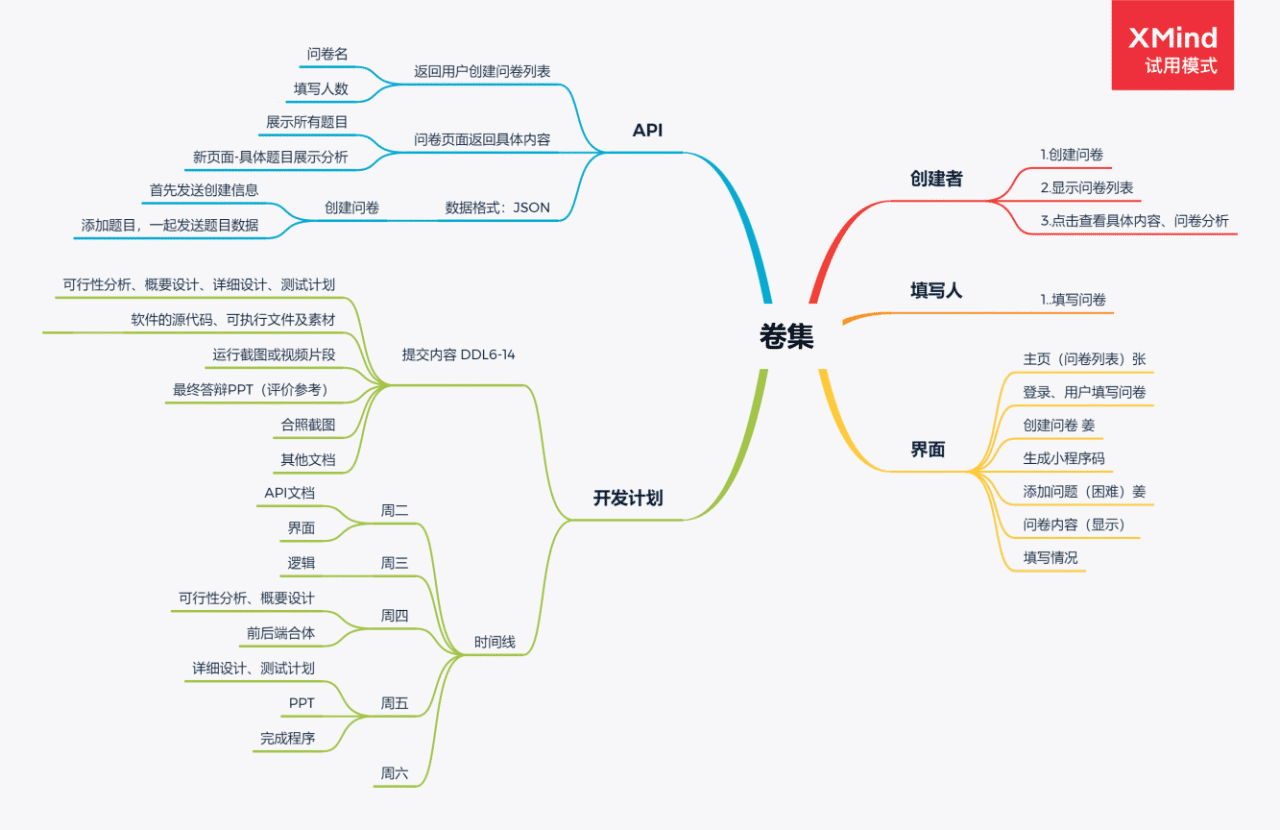 XMind
试用模式
卷集
创建者
1.创建问卷
2.显示问卷列表
3.点击查看具体内容、问卷分析
填写人
1..填写问卷
界面
主页（问卷列表）张
登录、用户填写问卷
创建问卷 姜
生成小程序码
添加问题（困难）姜
问卷内容（显示）
填写情况
API
返回用户创建问卷列表
问卷名
填写人数
问卷页面返回具体内容
展示所有题目
新页面-具体题目展示分析
数据格式：JSON
创建问卷
首先发送创建信息
添加题目，一起发送题目数据
开发计划
提交内容 DDL6-14
可行性分析、概要设计、详细设计、测试计划
软件的源代码、可执行文件及素材
运行截图或视频片段
最终答辩PPT（评价参考）
合照截图
其他文档
时间线
周二
API文档
界面
周三
逻辑
周四
可行性分析、概要设计
前后端合体
周五
详细设计、测试计划
PPT
完成程序
周六